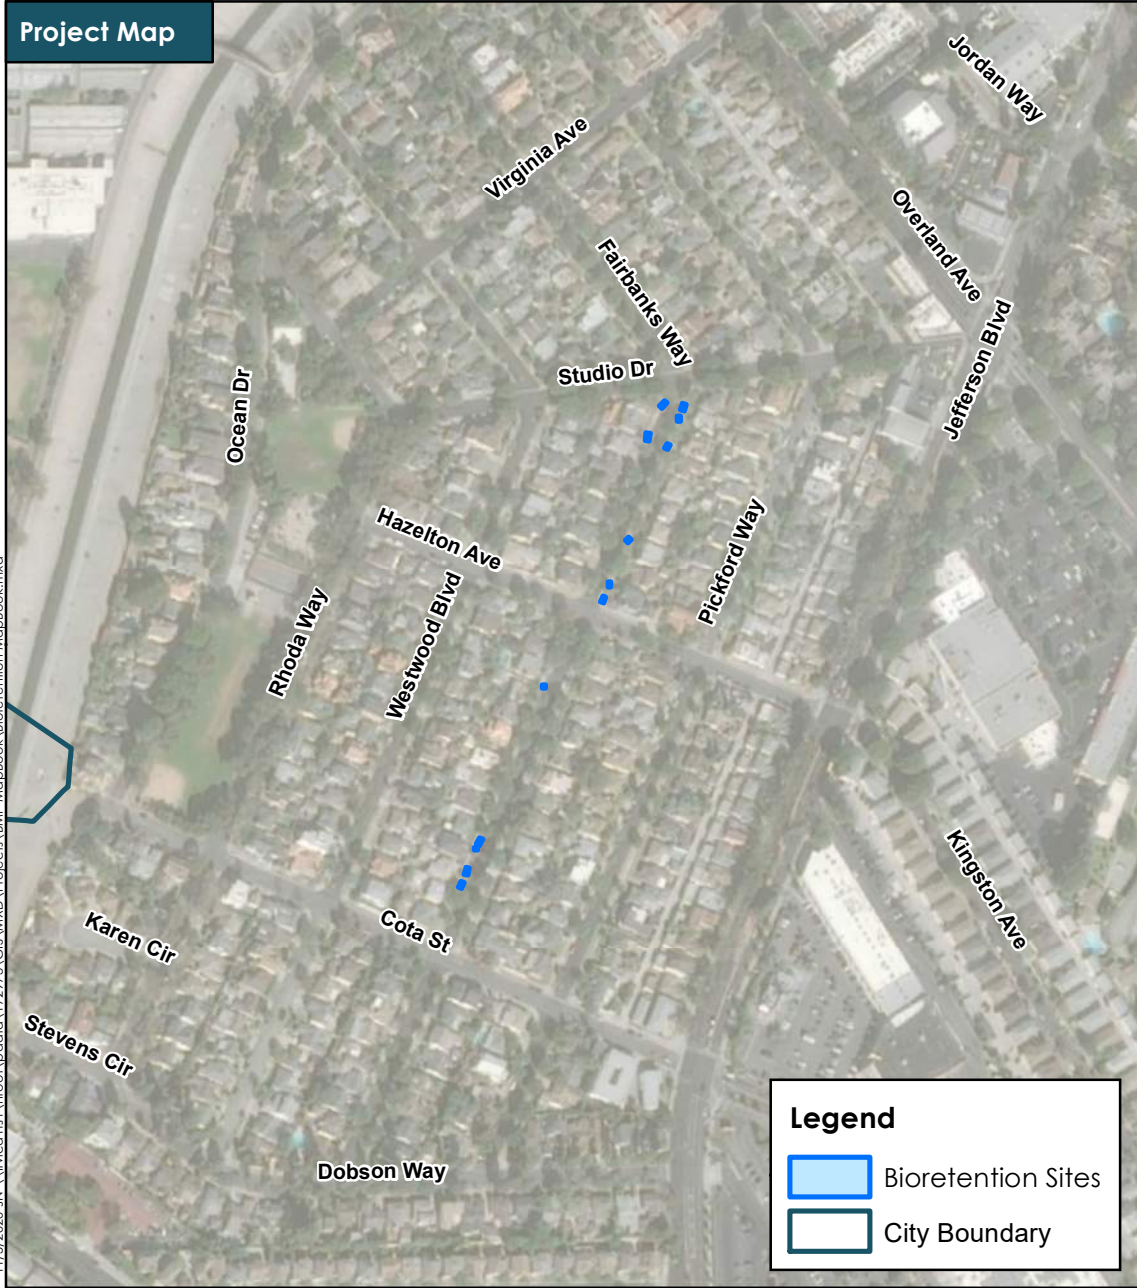 Project Map
Jordan Way
Virginia Ave
Overland Ave
Fairbanks Way
Jefferson Blvd
Studio Dr
Ocean Dr
Hazelton Ave
Pickford Way
Westwood Blvd
Rhoda Way
Kingston Ave
Karen Cir
Cota St
Stevens Cir
Dobson Way
Legend
Bioretention Sites
City Boundary